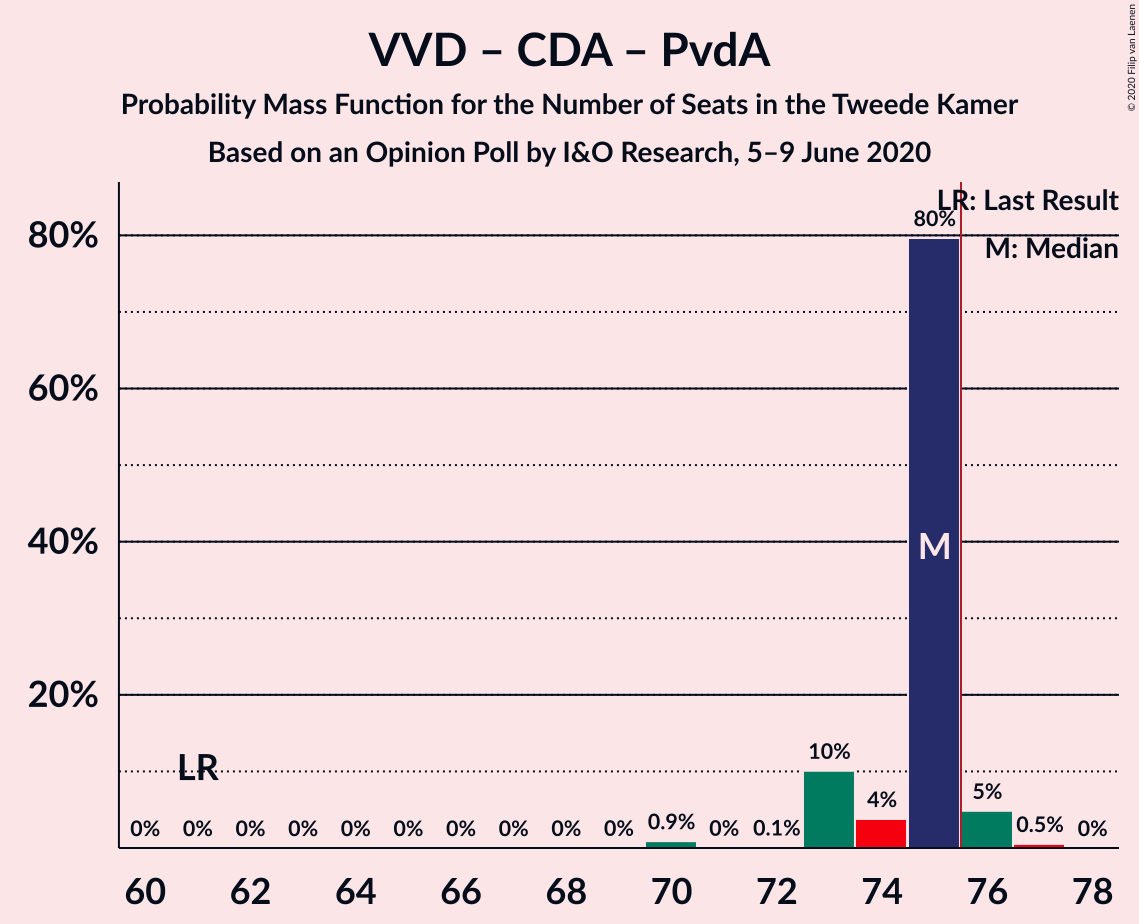 VVD – CDA – PvdA
Probability Mass Function for the Number of Seats in the Tweede Kamer
Based on an Opinion Poll by I&O Research, 5–9 June 2020
© 2020 Filip van Laenen
LR: Last Result
M: Median
80%
60%
40%
20%
LR
M
0% 0% 0% 0% 0% 0% 0% 0% 0% 0% 0.9% 0% 0.1% 10% 4% 80% 5% 0.5% 0%
60 62 64 66 68 70 72 74 76 78